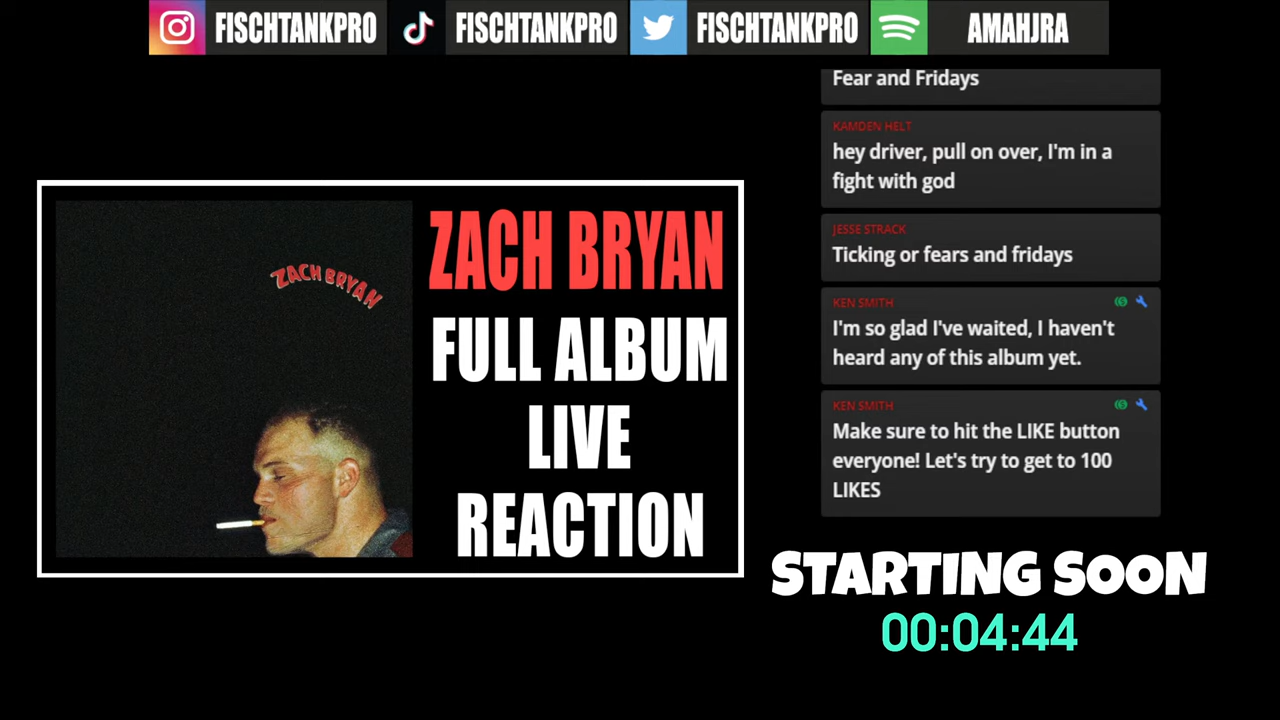 FISCHTANKPRO
FISCHTANKPRO
FISCHTANKPRO
AMAHJRA
ZACH BRYAN
ZACH BRYAN
FULL ALBUM
LIVE
REACTION
Fear and Fridays
KAMDEN HELT
hey driver, pull on over, I'm in a
fight with god
JESSE STRACK
Ticking or fears and fridays
KEN SMITH
I'm so glad I've waited, I haven't
heard any of this album yet.
KEN SMITH
Make sure to hit the LIKE button
everyone! Let's try to get to 100
LIKES
STARTING SOON
00:04:44